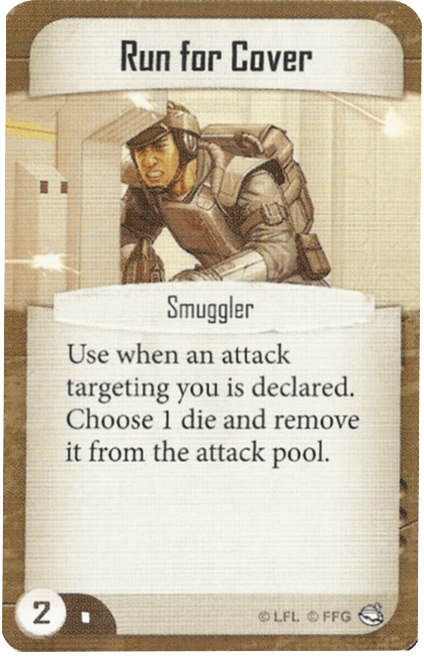 Run for Cover
Smuggler
Use when an attack
targeting you is declared.
Choose 1 die and remove
it from the attack pool.
2
© LFL © FFG